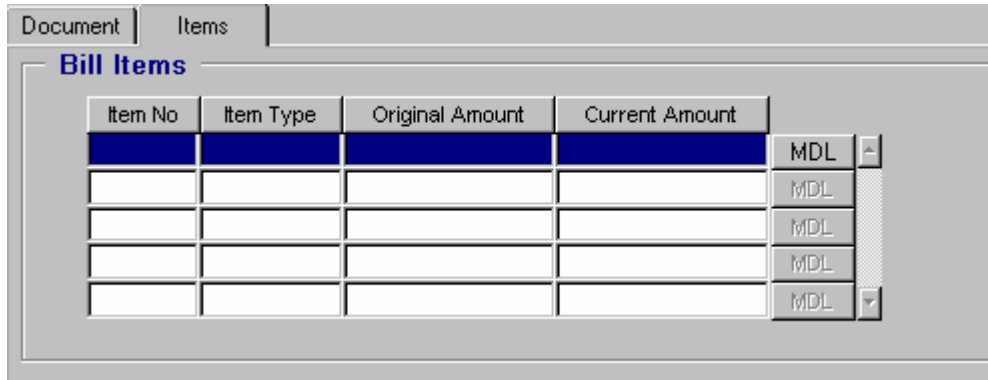 Document Items
Bill Items
Item No Item Type Original Amount Current Amount
MDL
MDL
MDL
MDL
MDL